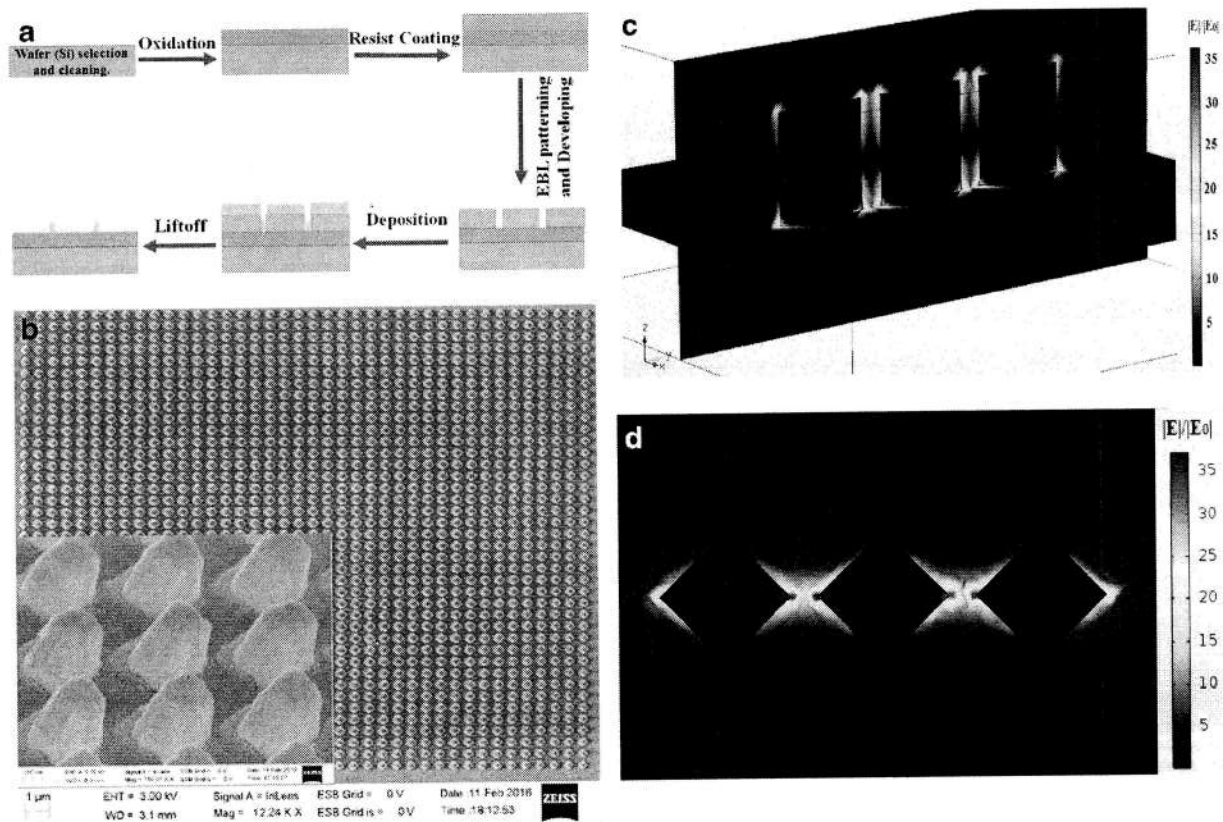 a
Wafer (Si) selection
and cleaning.
Oxidation
Resist Coating
EBL patterning
and Developing
Deposition
Liftoff
b
1 µm
EHT = 3.00 kV
WD = 3.1 mm
Signal A = InLens
Mag = 12.24 K X
ESB Grid = 0 V
ESB Grid is = 0 V
Date :11 Feb 2016
Time :18:12:53
ZEISS
ZEISS
c
|E|/|E0|
35
30
25
20
15
10
5
z
y
x
d
|E|/|E0|
35
30
25
20
15
10
5